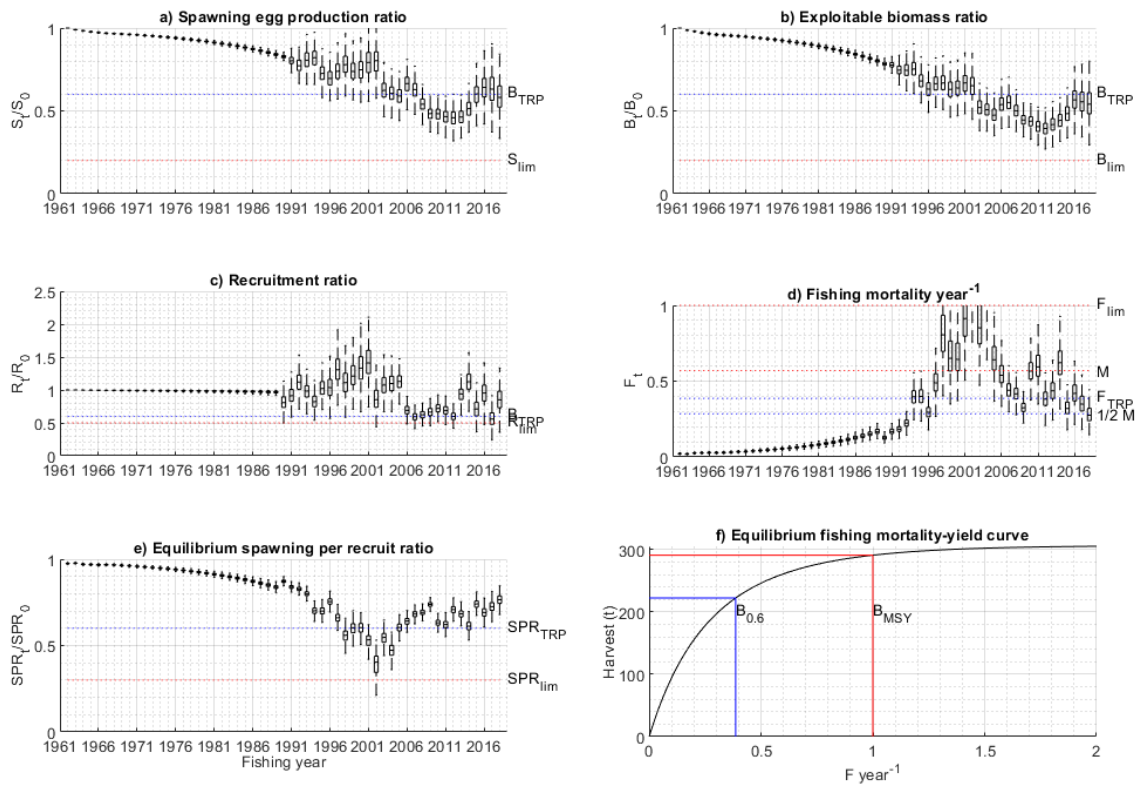 a) Spawning egg production ratio
1
0.5
0
S_t/S_0
B_TRP
S_lim
1961 1966 1971 1976 1981 1986 1991 1996 2001 2006 2011 2016
b) Exploitable biomass ratio
1
0.5
0
B_t/B_0
B_TRP
B_lim
1961 1966 1971 1976 1981 1986 1991 1996 2001 2006 2011 2016
c) Recruitment ratio
2.5
2
1.5
1
0.5
0
R_t/R_0
B_TRP
R_lim
1961 1966 1971 1976 1981 1986 1991 1996 2001 2006 2011 2016
d) Fishing mortality year^-1
1
0.5
0
F_t
F_lim
M
F_TRP
1/2 M
1961 1966 1971 1976 1981 1986 1991 1996 2001 2006 2011 2016
e) Equilibrium spawning per recruit ratio
1
0.5
0
SPR_t/SPR_0
SPR_TRP
SPR_lim
1961 1966 1971 1976 1981 1986 1991 1996 2001 2006 2011 2016
Fishing year
f) Equilibrium fishing mortality-yield curve
300
200
100
0
Harvest (t)
B_0.6
B_MSY
0 0.5 1 1.5 2
F year^-1